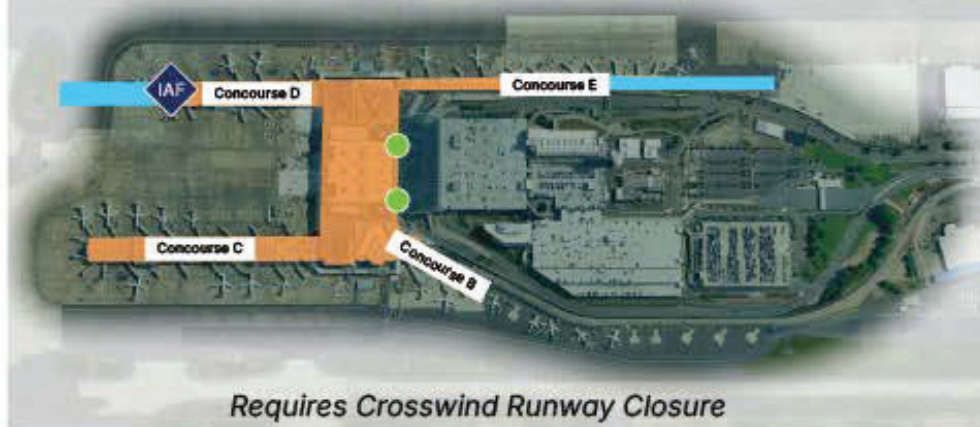 IAF
Concourse D
Concourse E
Concourse C
Concourse B
Requires Crosswind Runway Closure